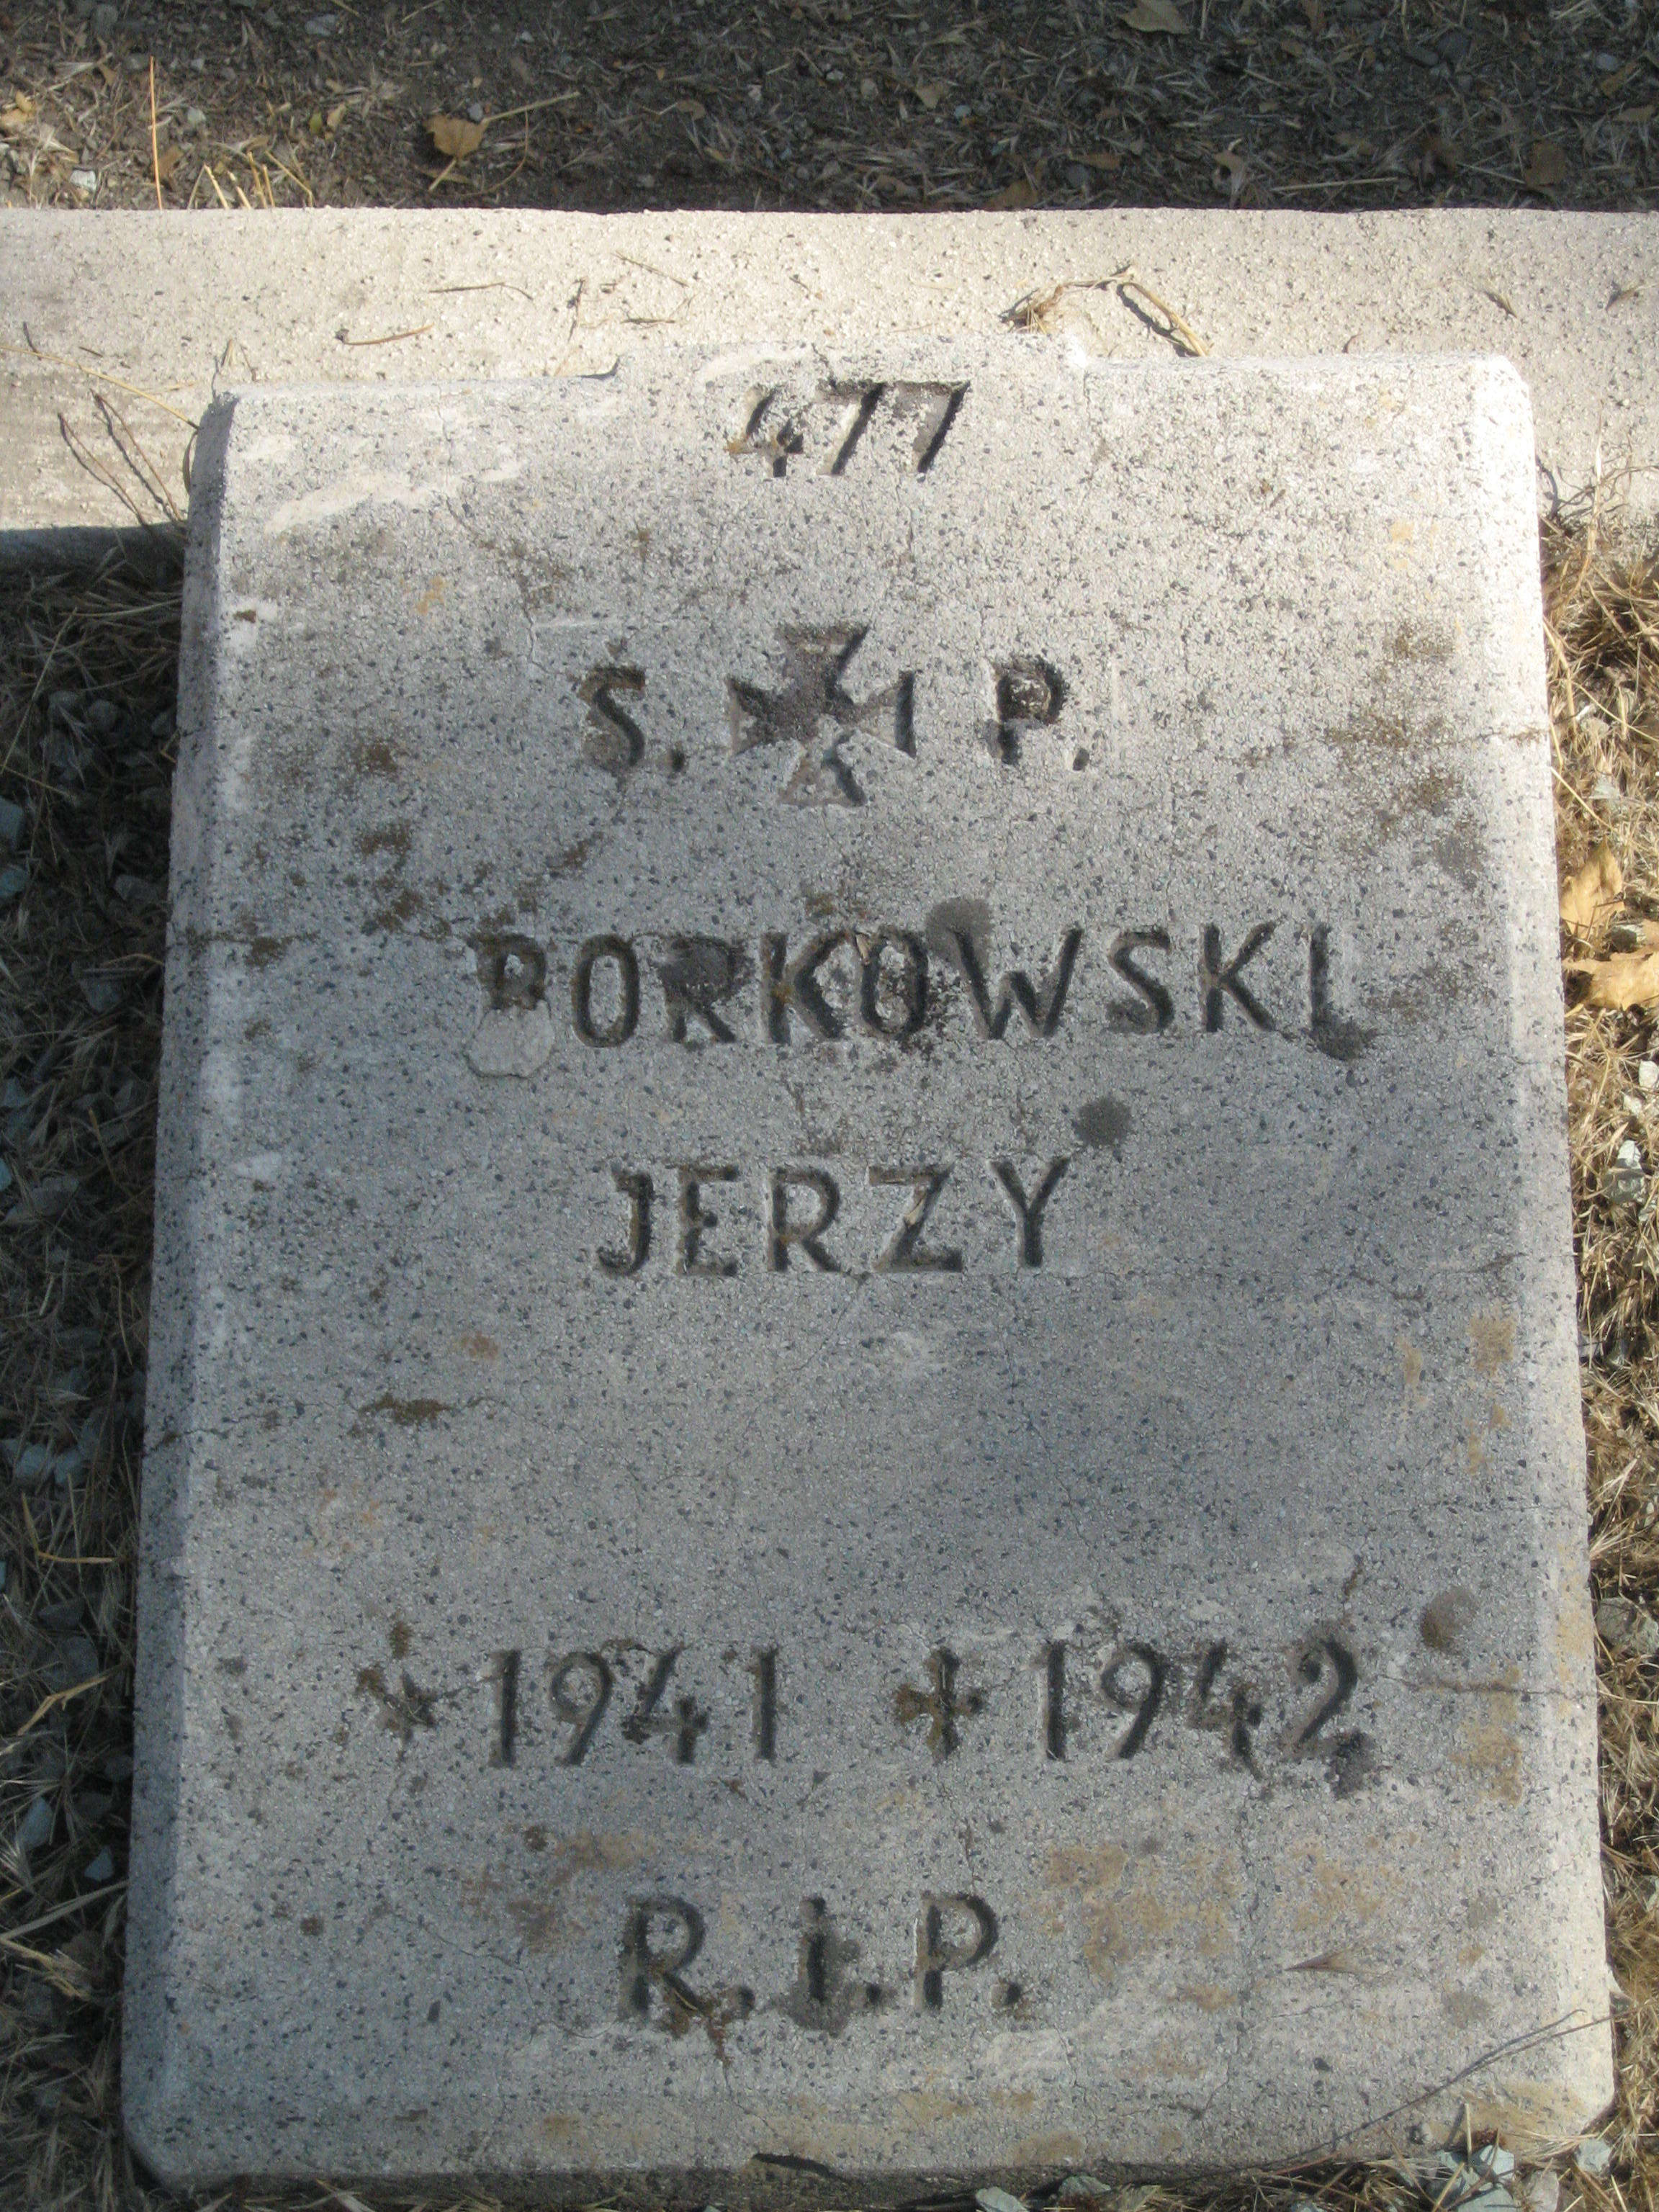 477
Ś. ✠ P.
BORKOWSKI
JERZY
* 1941 + 1942
R.I.P.